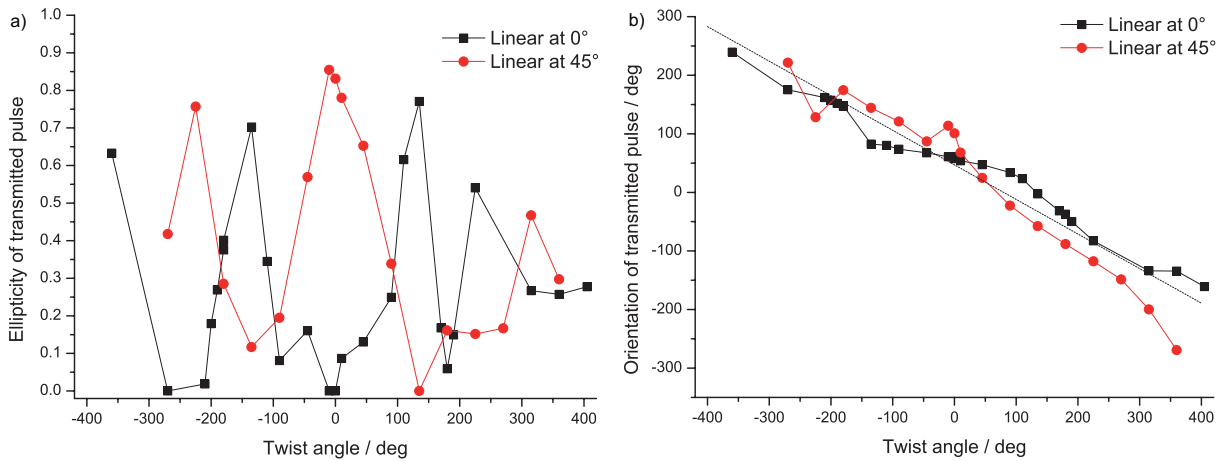 a)
Linear at 0°
Linear at 45°
Ellipticity of transmitted pulse
1.0
0.9
0.8
0.7
0.6
0.5
0.4
0.3
0.2
0.1
0.0
-400 -300 -200 -100 0 100 200 300 400
Twist angle / deg
b)
Linear at 0°
Linear at 45°
Orientation of transmitted pulse / deg
300
200
100
0
-100
-200
-300
-400 -300 -200 -100 0 100 200 300 400
Twist angle / deg